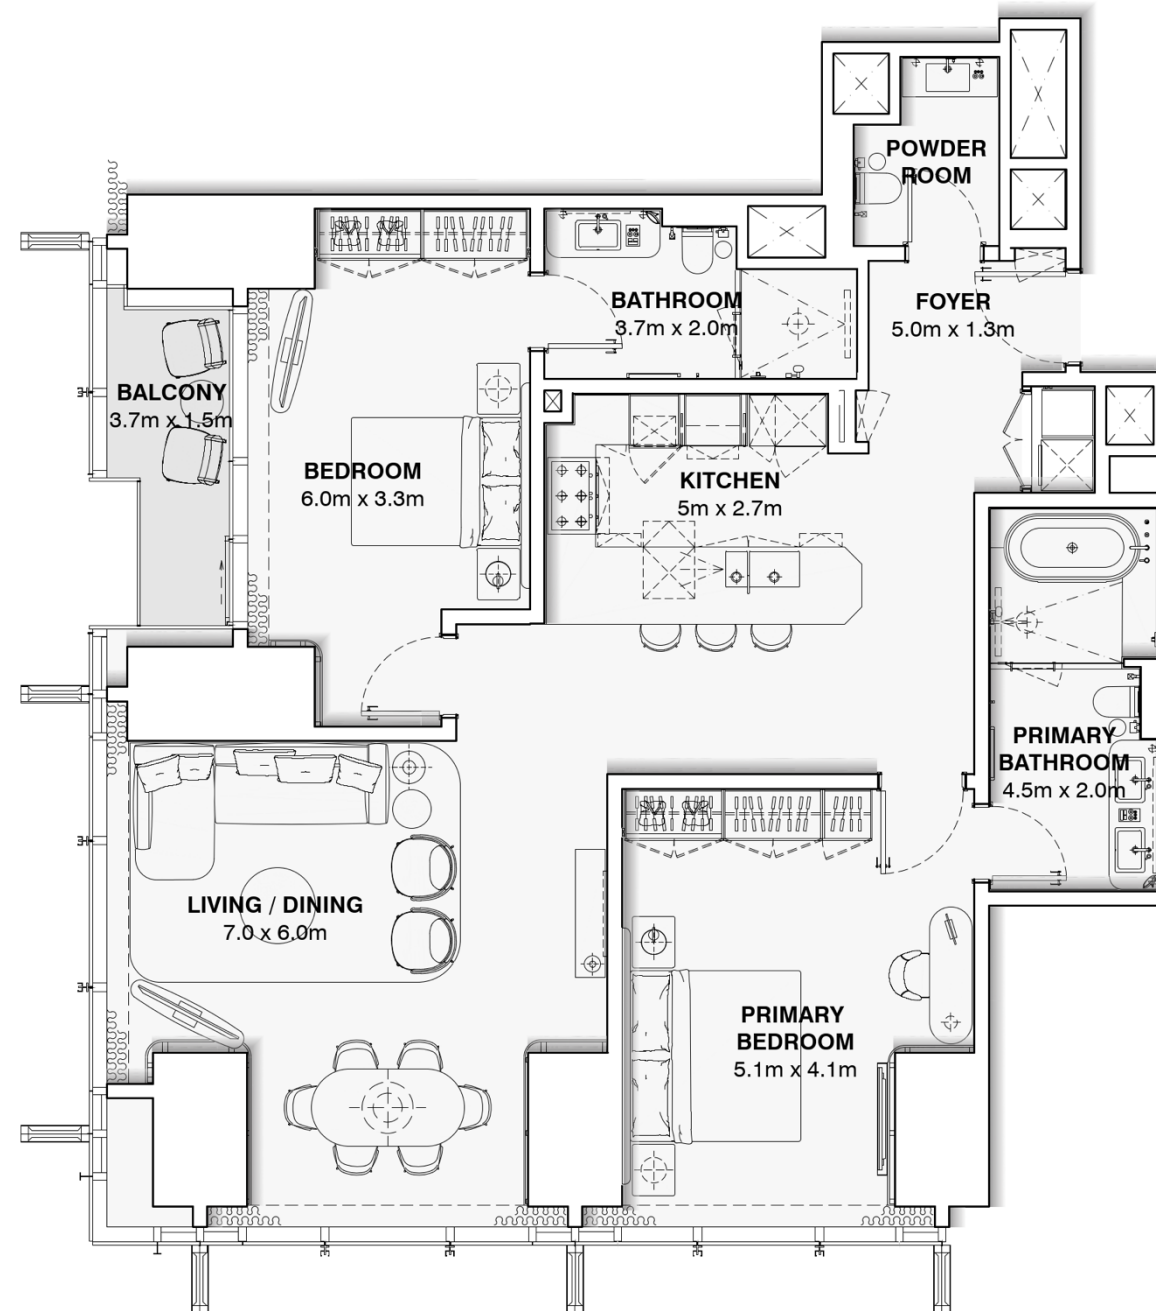 POWDER
ROOM
BATHROOM
3.7m x 2.0m
FOYER
5.0m x 1.3m
BALCONY
3.7m x 1.5m
BEDROOM
6.0m x 3.3m
KITCHEN
5m x 2.7m
PRIMARY
BATHROOM
4.5m x 2.0m
LIVING / DINING
7.0 x 6.0m
PRIMARY
BEDROOM
5.1m x 4.1m